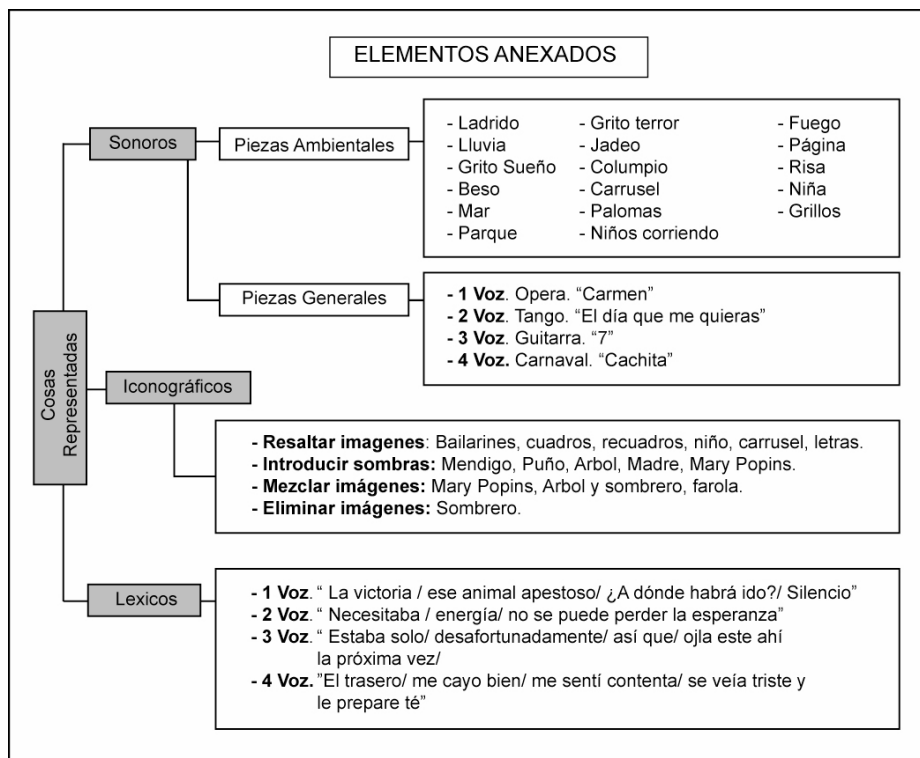 ELEMENTOS ANEXADOS
Cosas
Representadas
Sonoros
Piezas Ambientales
- Ladrido
- Lluvia
- Grito Sueño
- Beso
- Mar
- Parque
- Grito terror
- Jadeo
- Columpio
- Carrusel
- Palomas
- Niños corriendo
- Fuego
- Página
- Risa
- Niña
- Grillos
Piezas Generales
- 1 Voz. Opera. “Carmen”
- 2 Voz. Tango. “El día que me quieras”
- 3 Voz. Guitarra. “7”
- 4 Voz. Carnaval. “Cachita”
Iconográficos
- Resaltar imagenes: Bailarines, cuadros, recuadros, niño, carrusel, letras.
- Introducir sombras: Mendigo, Puño, Arbol, Madre, Mary Popins.
- Mezclar imágenes: Mary Popins, Arbol y sombrero, farola.
- Eliminar imágenes: Sombrero.
Lexicos
- 1 Voz. “ La victoria / ese animal apestoso/ ¿A dónde habrá ido?/ Silencio”
- 2 Voz. “ Necesitaba / energía/ no se puede perder la esperanza”
- 3 Voz. “ Estaba solo/ desafortunadamente/ así que/ ojla este ahí
la próxima vez/
- 4 Voz. "El trasero/ me cayo bien/ me sentí contenta/ se veía triste y
le prepare té”